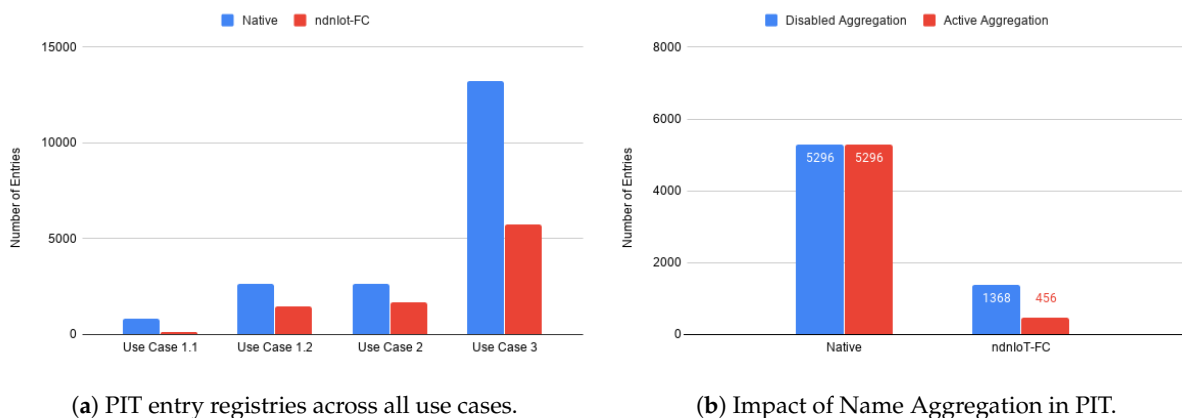 Native ndnIot-FC
15000
10000
5000
0
Number of Entries
Use Case 1.1 Use Case 1.2 Use Case 2 Use Case 3
(a) PIT entry registries across all use cases.
Disabled Aggregation Active Aggregation
8000
6000
4000
2000
0
Number of Entries
5296 5296
1368 456
Native ndnIoT-FC
(b) Impact of Name Aggregation in PIT.